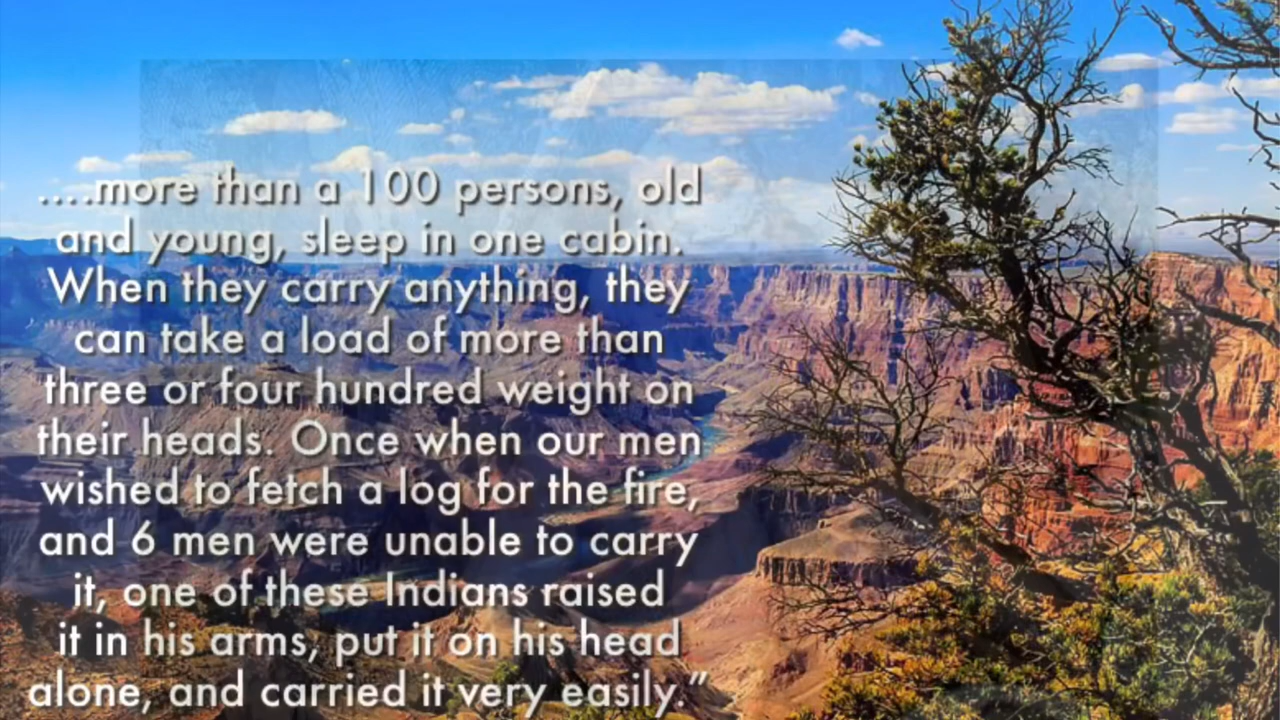 ....more than a 100 persons, old
and young, sleep in one cabin.
When they carry anything, they
can take a load of more than
three or four hundred weight on
their heads. Once when our men
wished to fetch a log for the fire,
and 6 men were unable to carry
it, one of these Indians raised
it in his arms, put it on his head
alone, and carried it very easily.”